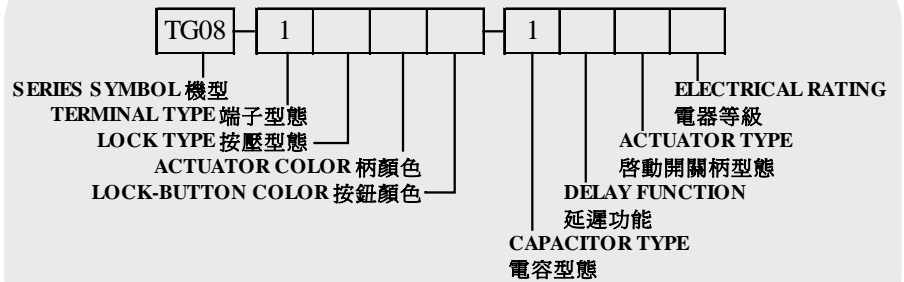 TG08 1 1
SERIES SYMBOL 機型
TERMINAL TYPE 端子型態
LOCK TYPE 按壓型態
ACTUATOR COLOR 柄顏色
LOCK-BUTTON COLOR 按鈕顏色
ELECTRICAL RATING
電器等級
ACTUATOR TYPE
啓動開關柄型態
DELAY FUNCTION
延遲功能
CAPACITOR TYPE
電容型態